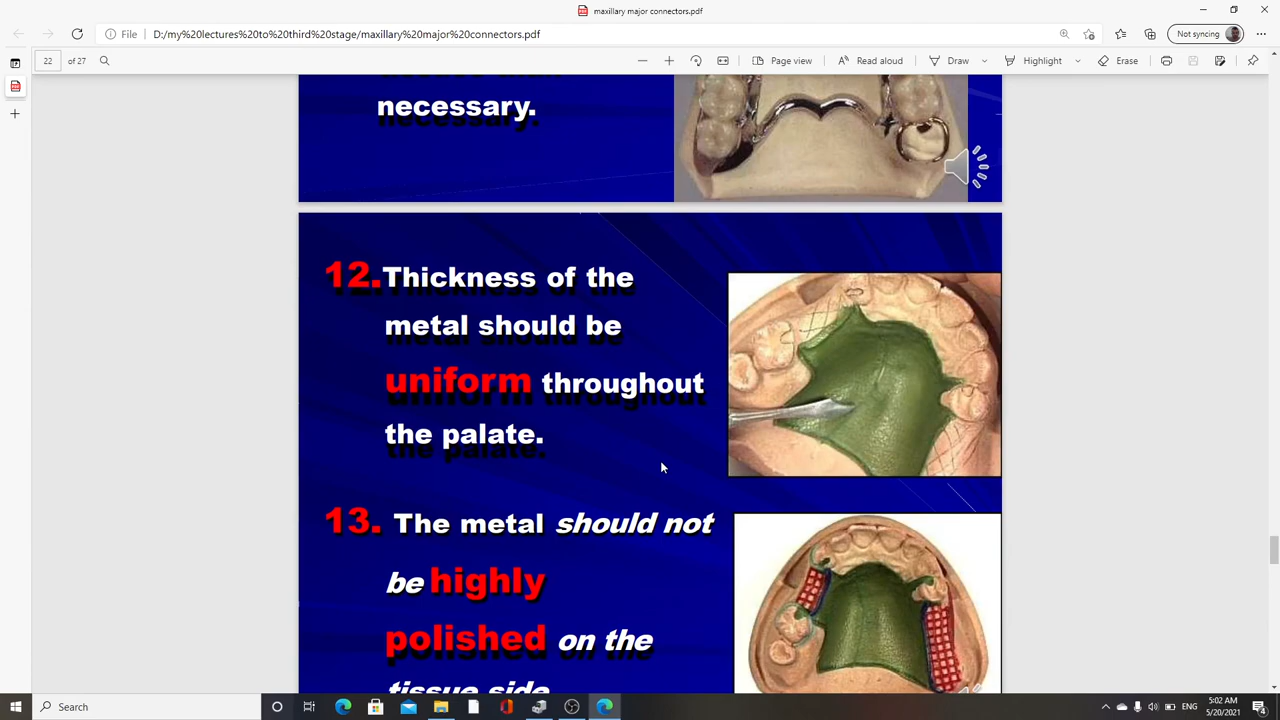 maxillary major connectors.pdf
File
D:/my%20lectures%20to%20third%20stage/maxillary%20major%20connectors.pdf
Not syncing
22 of 27
Page view
Read aloud
Draw
Highlight
Erase
necessary.
12.Thickness of the
metal should be
uniform throughout
the palate.
13. The metal should not
be highly
polished on the
tissue side
Search
ENG
5:02 AM
5/20/2021